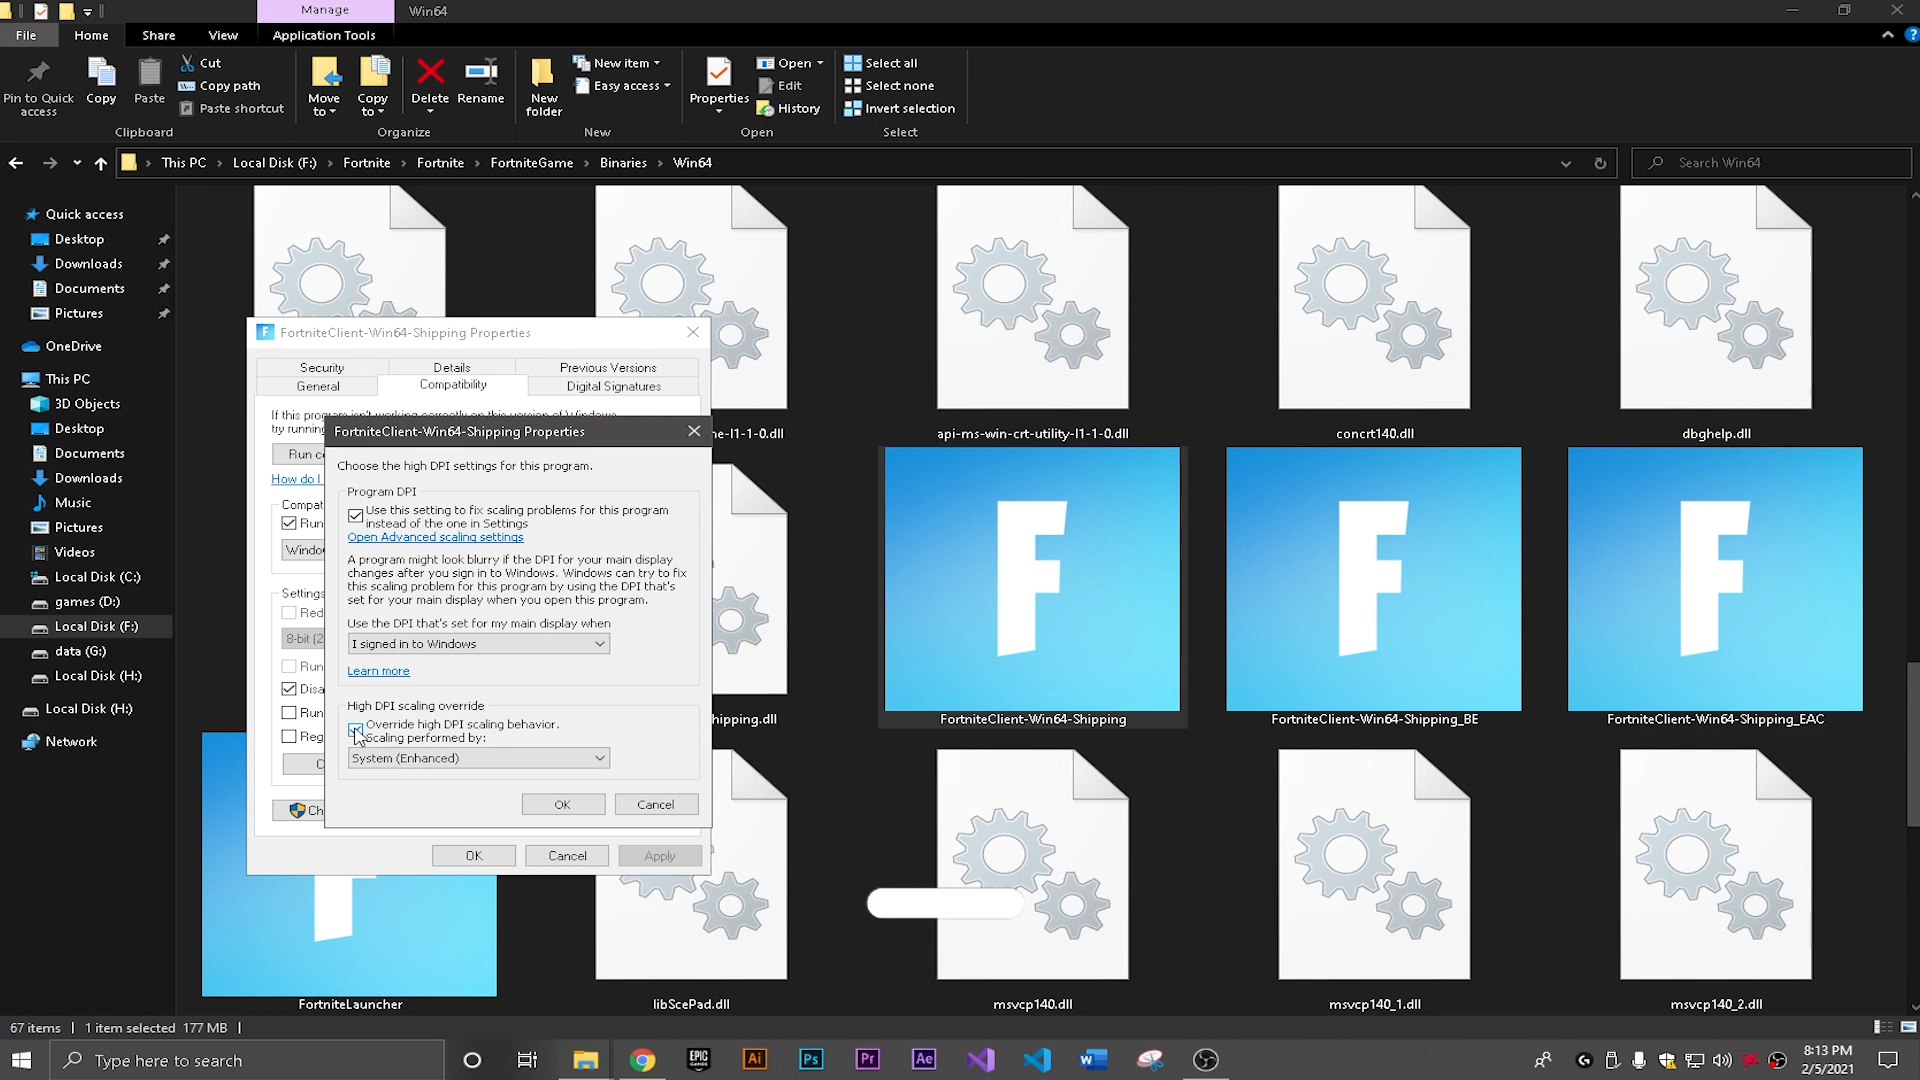 Manage
Win64
File
Home
Share
View
Application Tools
Pin to Quick access
Copy
Paste
Cut
Copy path
Paste shortcut
Clipboard
Move to
Copy to
Delete
Rename
Organize
New folder
New item
Easy access
New
Properties
Open
Edit
History
Open
Select all
Select none
Invert selection
Select
This PC > Local Disk (F:) > Fortnite > Fortnite > FortniteGame > Binaries > Win64
Search Win64
Quick access
Desktop
Downloads
Documents
Pictures
OneDrive
This PC
3D Objects
Desktop
Documents
Downloads
Music
Pictures
Videos
Local Disk (C:)
games (D:)
Local Disk (F:)
data (G:)
Local Disk (H:)
Local Disk (H:)
Network
ne-l1-1-0.dll
api-ms-win-crt-utility-l1-1-0.dll
concrt140.dll
dbghelp.dll
hipping.dll
FortniteClient-Win64-Shipping
FortniteClient-Win64-Shipping_BE
FortniteClient-Win64-Shipping_EAC
FortniteLauncher
libScePad.dll
msvcp140.dll
msvcp140_1.dll
msvcp140_2.dll
FortniteClient-Win64-Shipping Properties
Security
Details
Previous Versions
General
Compatibility
Digital Signatures
If this program isn't working correctly on this version of Windows,
try running
Run co
How do I
Compat
Run
Windo
Settings
Red
8-bit (2
Run
Disa
Run
Reg
C
Ch
OK
Cancel
Apply
FortniteClient-Win64-Shipping Properties
Choose the high DPI settings for this program.
Program DPI
Use this setting to fix scaling problems for this program
instead of the one in Settings
Open Advanced scaling settings
A program might look blurry if the DPI for your main display
changes after you sign in to Windows. Windows can try to fix
this scaling problem for this program by using the DPI that's
set for your main display when you open this program.
Use the DPI that's set for my main display when
I signed in to Windows
Learn more
High DPI scaling override
Override high DPI scaling behavior.
Scaling performed by:
System (Enhanced)
OK
Cancel
67 items
1 item selected 177 MB
Type here to search
EPIC GAMES
Ai
Ps
Pr
Ae
8:13 PM
2/5/2021